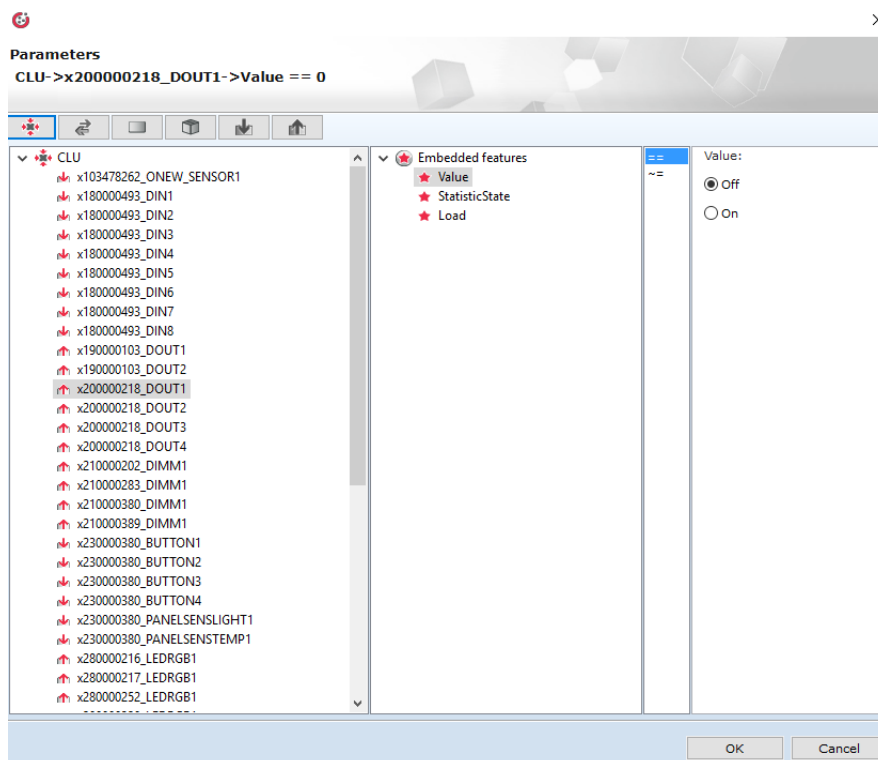 Parameters
CLU->x200000218_DOUT1->Value == 0
CLU
x103478262_ONEW_SENSOR1
x180000493_DIN1
x180000493_DIN2
x180000493_DIN3
x180000493_DIN4
x180000493_DIN5
x180000493_DIN6
x180000493_DIN7
x180000493_DIN8
x190000103_DOUT1
x190000103_DOUT2
x200000218_DOUT1
x200000218_DOUT2
x200000218_DOUT3
x200000218_DOUT4
x210000202_DIMM1
x210000283_DIMM1
x210000380_DIMM1
x210000389_DIMM1
x230000380_BUTTON1
x230000380_BUTTON2
x230000380_BUTTON3
x230000380_BUTTON4
x230000380_PANELSENSLIGHT1
x230000380_PANELSENSTEMP1
x280000216_LEDRGB1
x280000217_LEDRGB1
x280000252_LEDRGB1
Embedded features
Value
StatisticState
Load
==
~=
Value:
Off
On
OK
Cancel